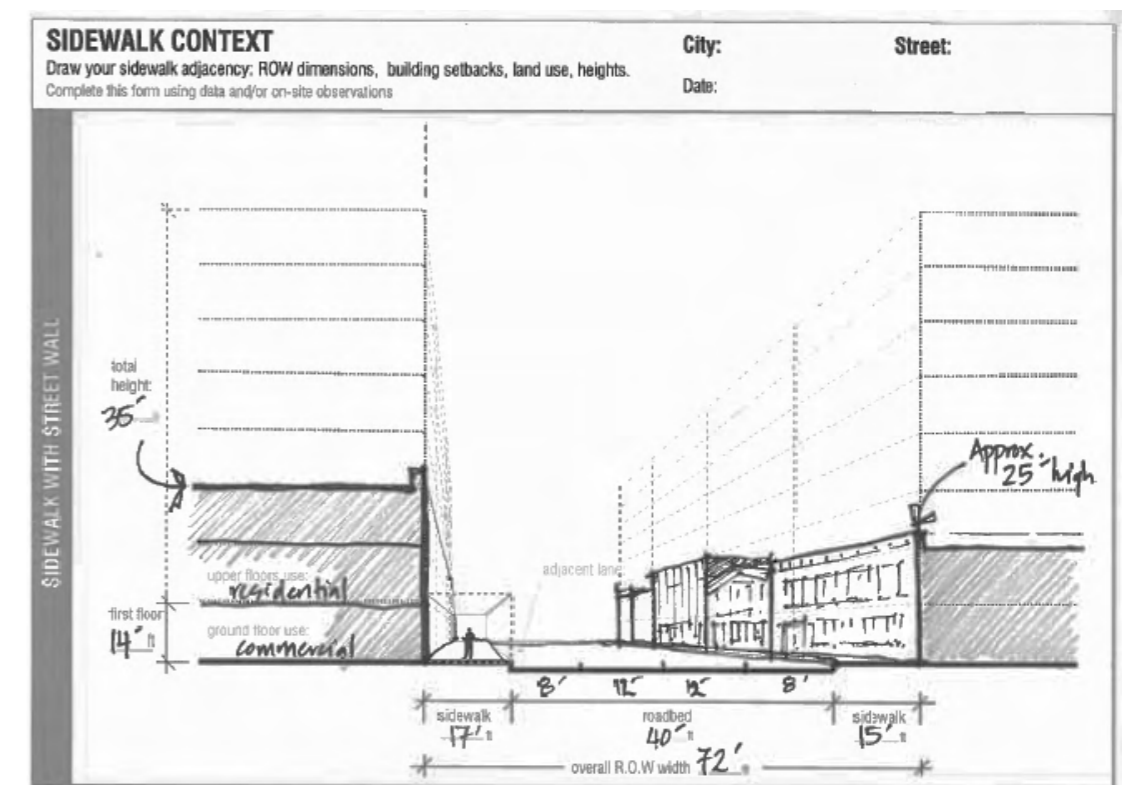 SIDEWALK CONTEXT
City:
Street:
Draw your sidewalk adjacency: ROW dimensions, building setbacks, land use, heights.
Date:
Complete this form using data and/or on-site observations
SIDEWALK WITH STREET WALL
total
height:
35'
Approx.
25' high
adjacent lane
upper floors use:
residential
first floor
14' ft
ground floor use:
commercial
8' 12' 12' 8'
sidewalk
17' ft
roadbed
40' ft
sidewalk
15' ft
overall R.O.W width 72' ft